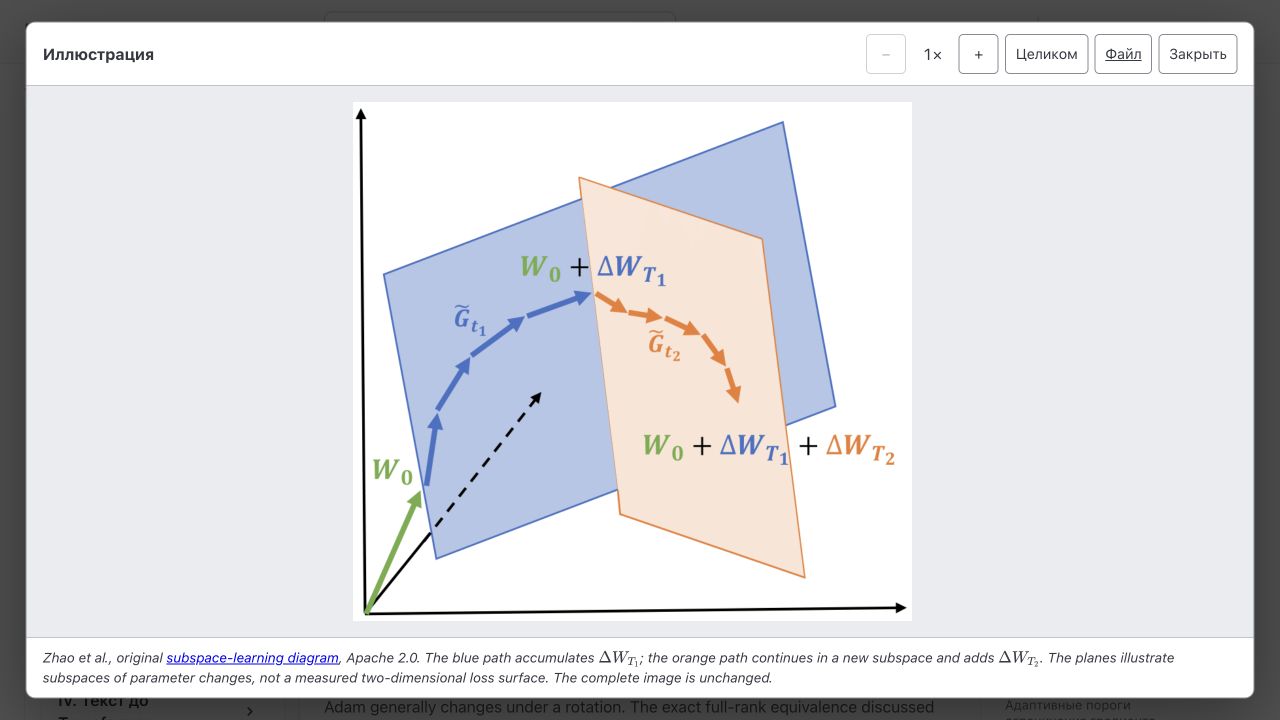 Иллюстрация
−
1×
+
Целиком
Файл
Закрыть
W₀ + ΔW_T₁
G̃_t₁
G̃_t₂
W₀ + ΔW_T₁ + ΔW_T₂
W₀
Zhao et al., original subspace-learning diagram, Apache 2.0. The blue path accumulates ΔW_T₁; the orange path continues in a new subspace and adds ΔW_T₂. The planes illustrate
subspaces of parameter changes, not a measured two-dimensional loss surface. The complete image is unchanged.
IV. Текст до
Adam generally changes under a rotation. The exact full-rank equivalence discussed
Адаптивные пороги